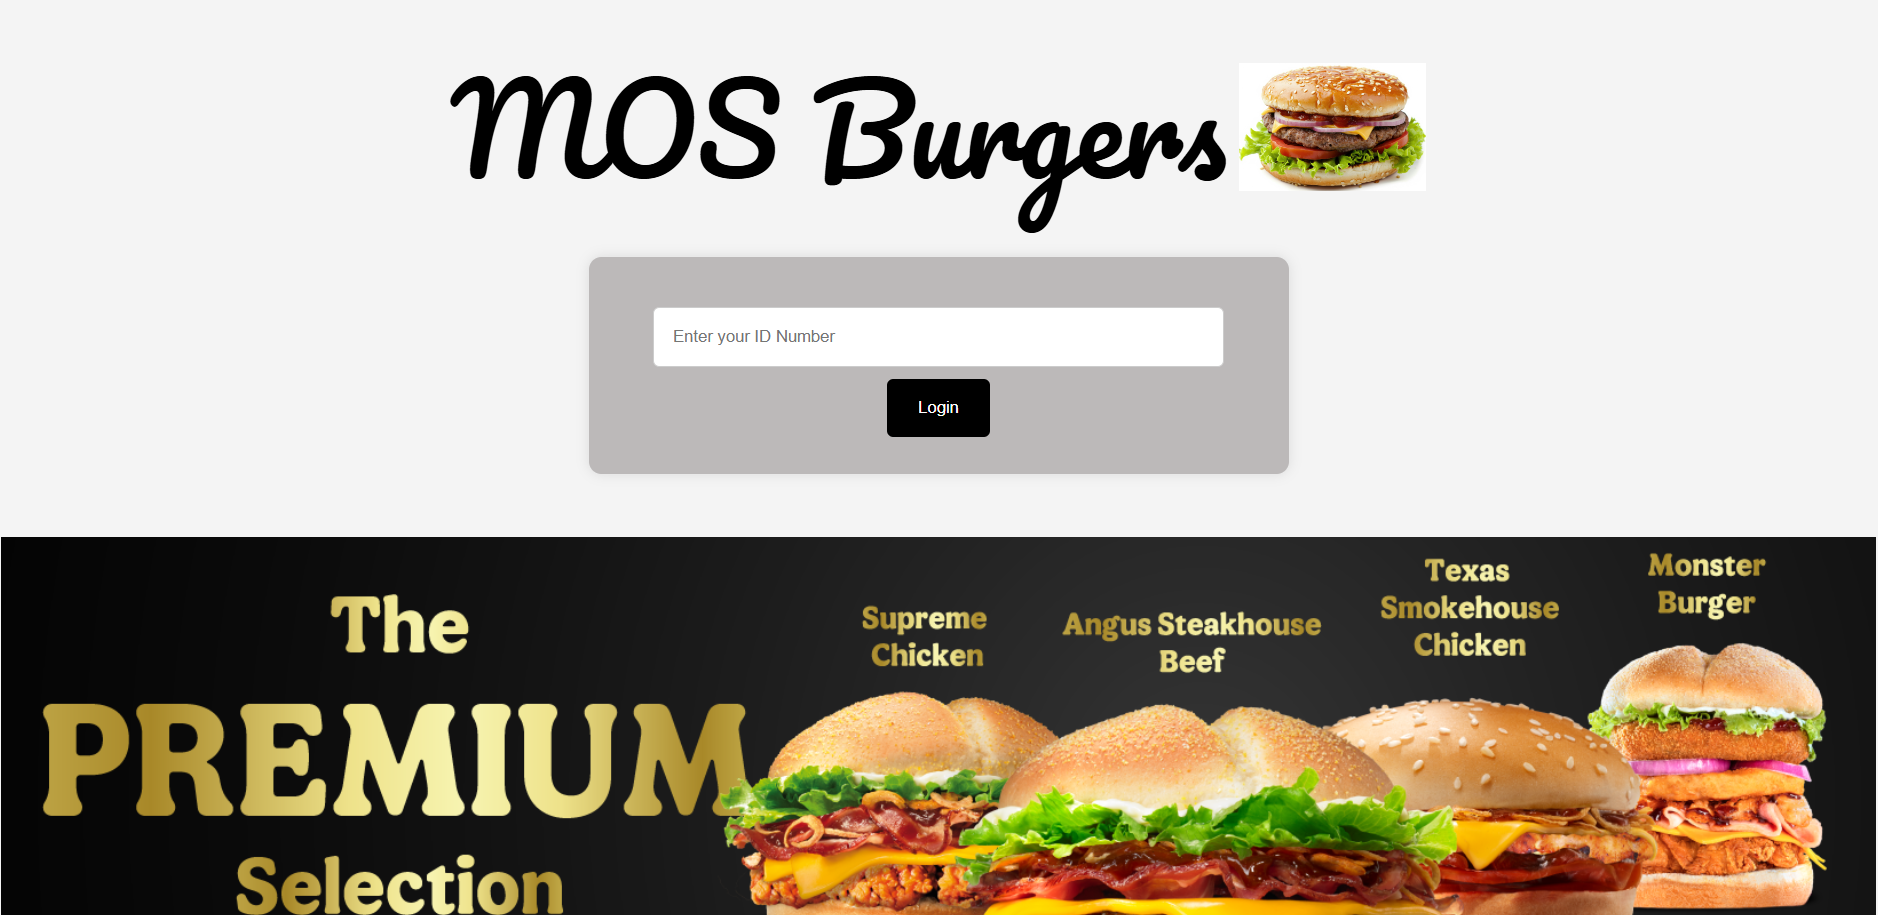 MOS Burgers
Enter your ID Number
Login
The
PREMIUM
Selection
Supreme
Chicken
Angus Steakhouse
Beef
Texas
Smokehouse
Chicken
Monster
Burger